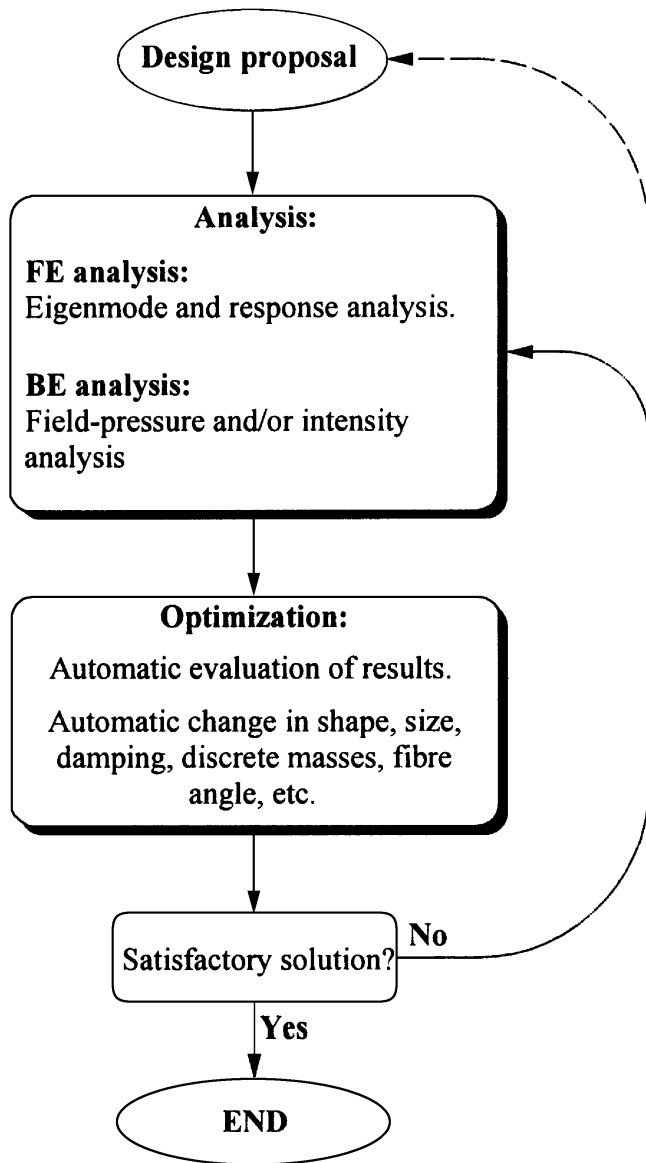 Design proposal
Analysis:
FE analysis:
Eigenmode and response analysis.
BE analysis:
Field-pressure and/or intensity
analysis
Optimization:
Automatic evaluation of results.
Automatic change in shape, size,
damping, discrete masses, fibre
angle, etc.
No
Satisfactory solution?
Yes
END